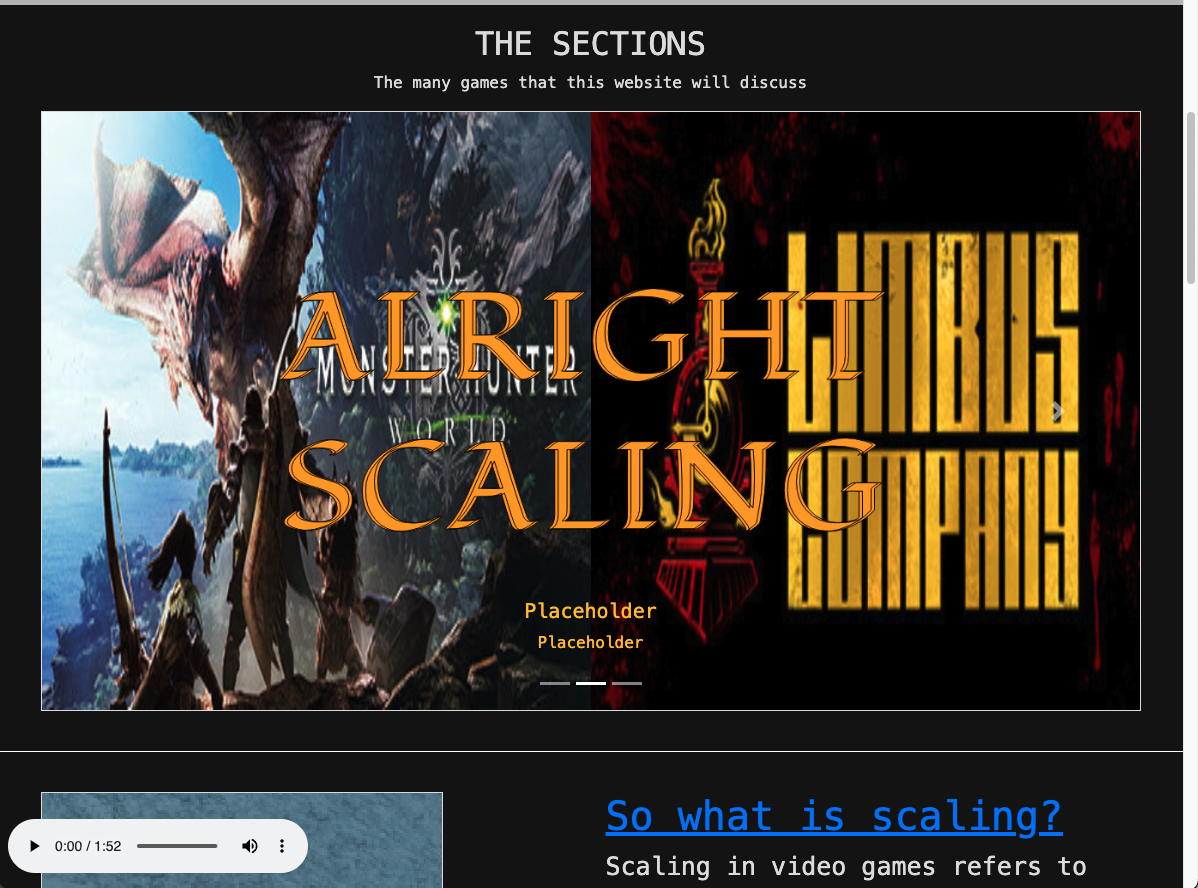 THE SECTIONS
The many games that this website will discuss
ALRIGHT
MONSTER HUNTER
WORLD
SCALING
LIMBUS
COMPANY
Placeholder
Placeholder
So what is scaling?
Scaling in video games refers to
0:00 / 1:52